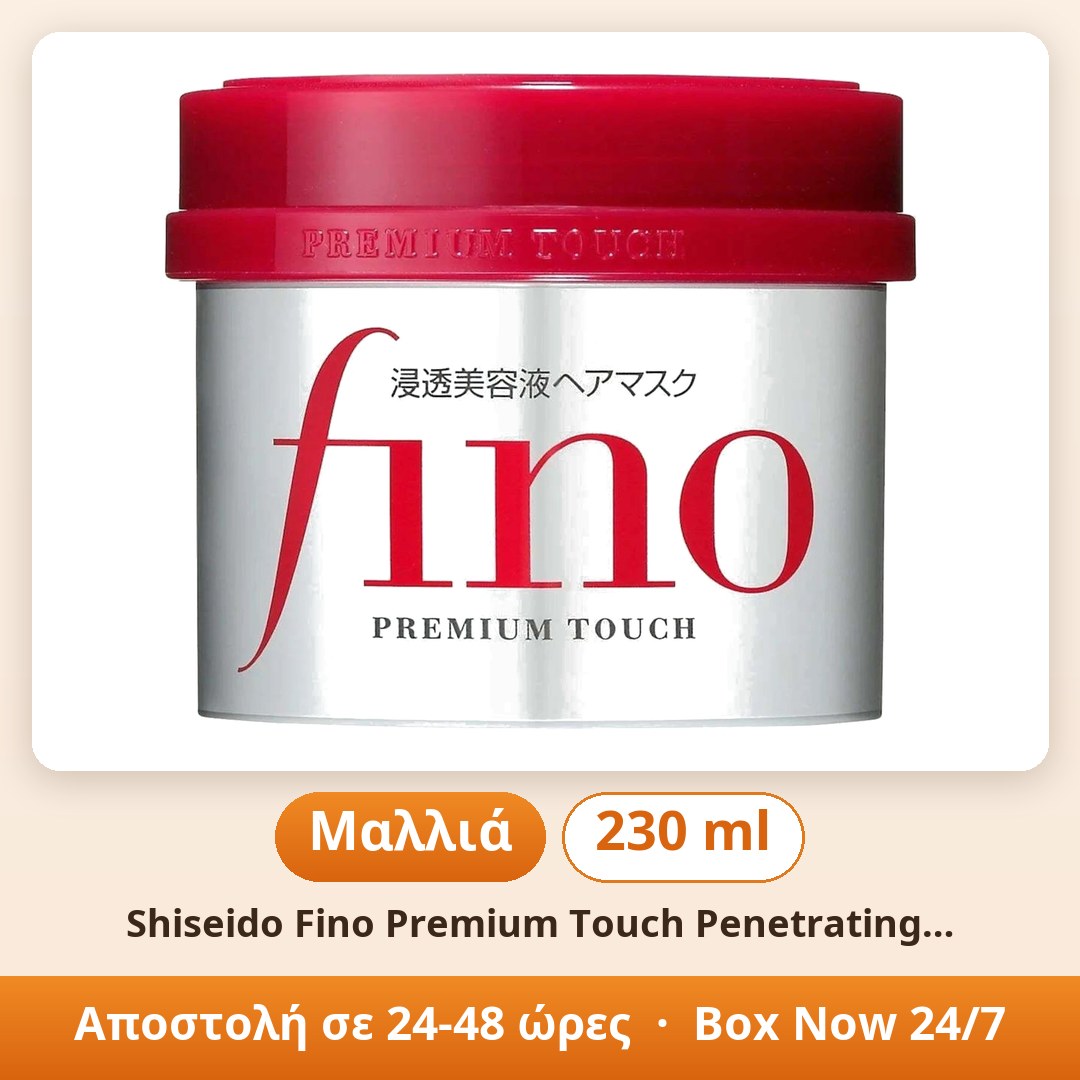 PREMIUM TOUCH
浸透美容液ヘアマスク
fino
PREMIUM TOUCH
Μαλλιά
230 ml
Shiseido Fino Premium Touch Penetrating...
Αποστολή σε 24-48 ώρες · Box Now 24/7